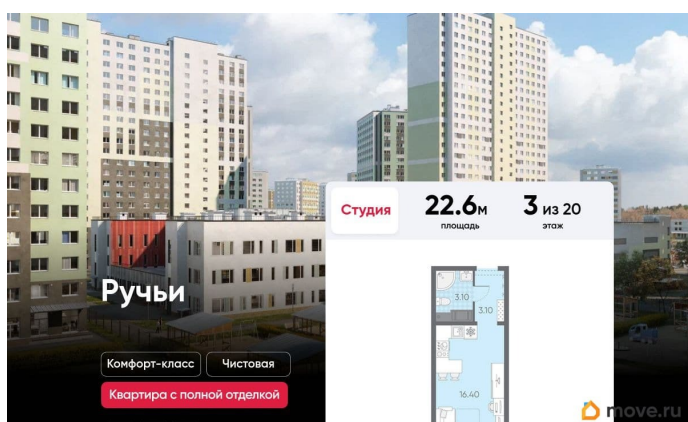 Студия
22.6м
площадь
3 из 20
этаж
Ручьи
3.10
3.10
Комфорт-класс
Чистовая
16.40
Квартира с полной отделкой
move.ru